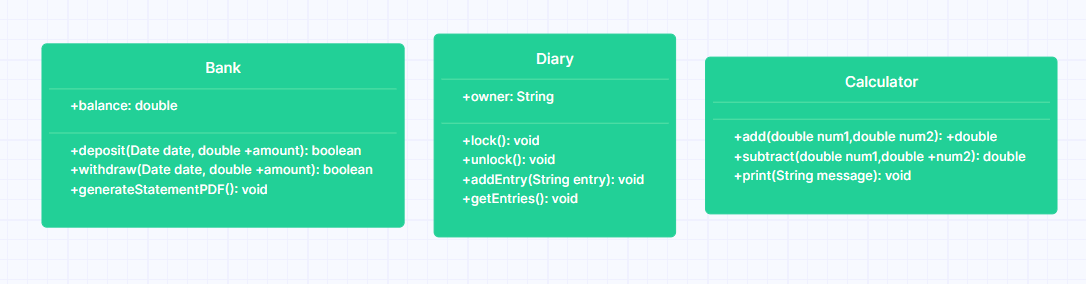 Bank
+balance: double
+deposit(Date date, double +amount): boolean
+withdraw(Date date, double +amount): boolean
+generateStatementPDF(): void
Diary
+owner: String
+lock(): void
+unlock(): void
+addEntry(String entry): void
+getEntries(): void
Calculator
+add(double num1,double num2): +double
+subtract(double num1,double +num2): double
+print(String message): void